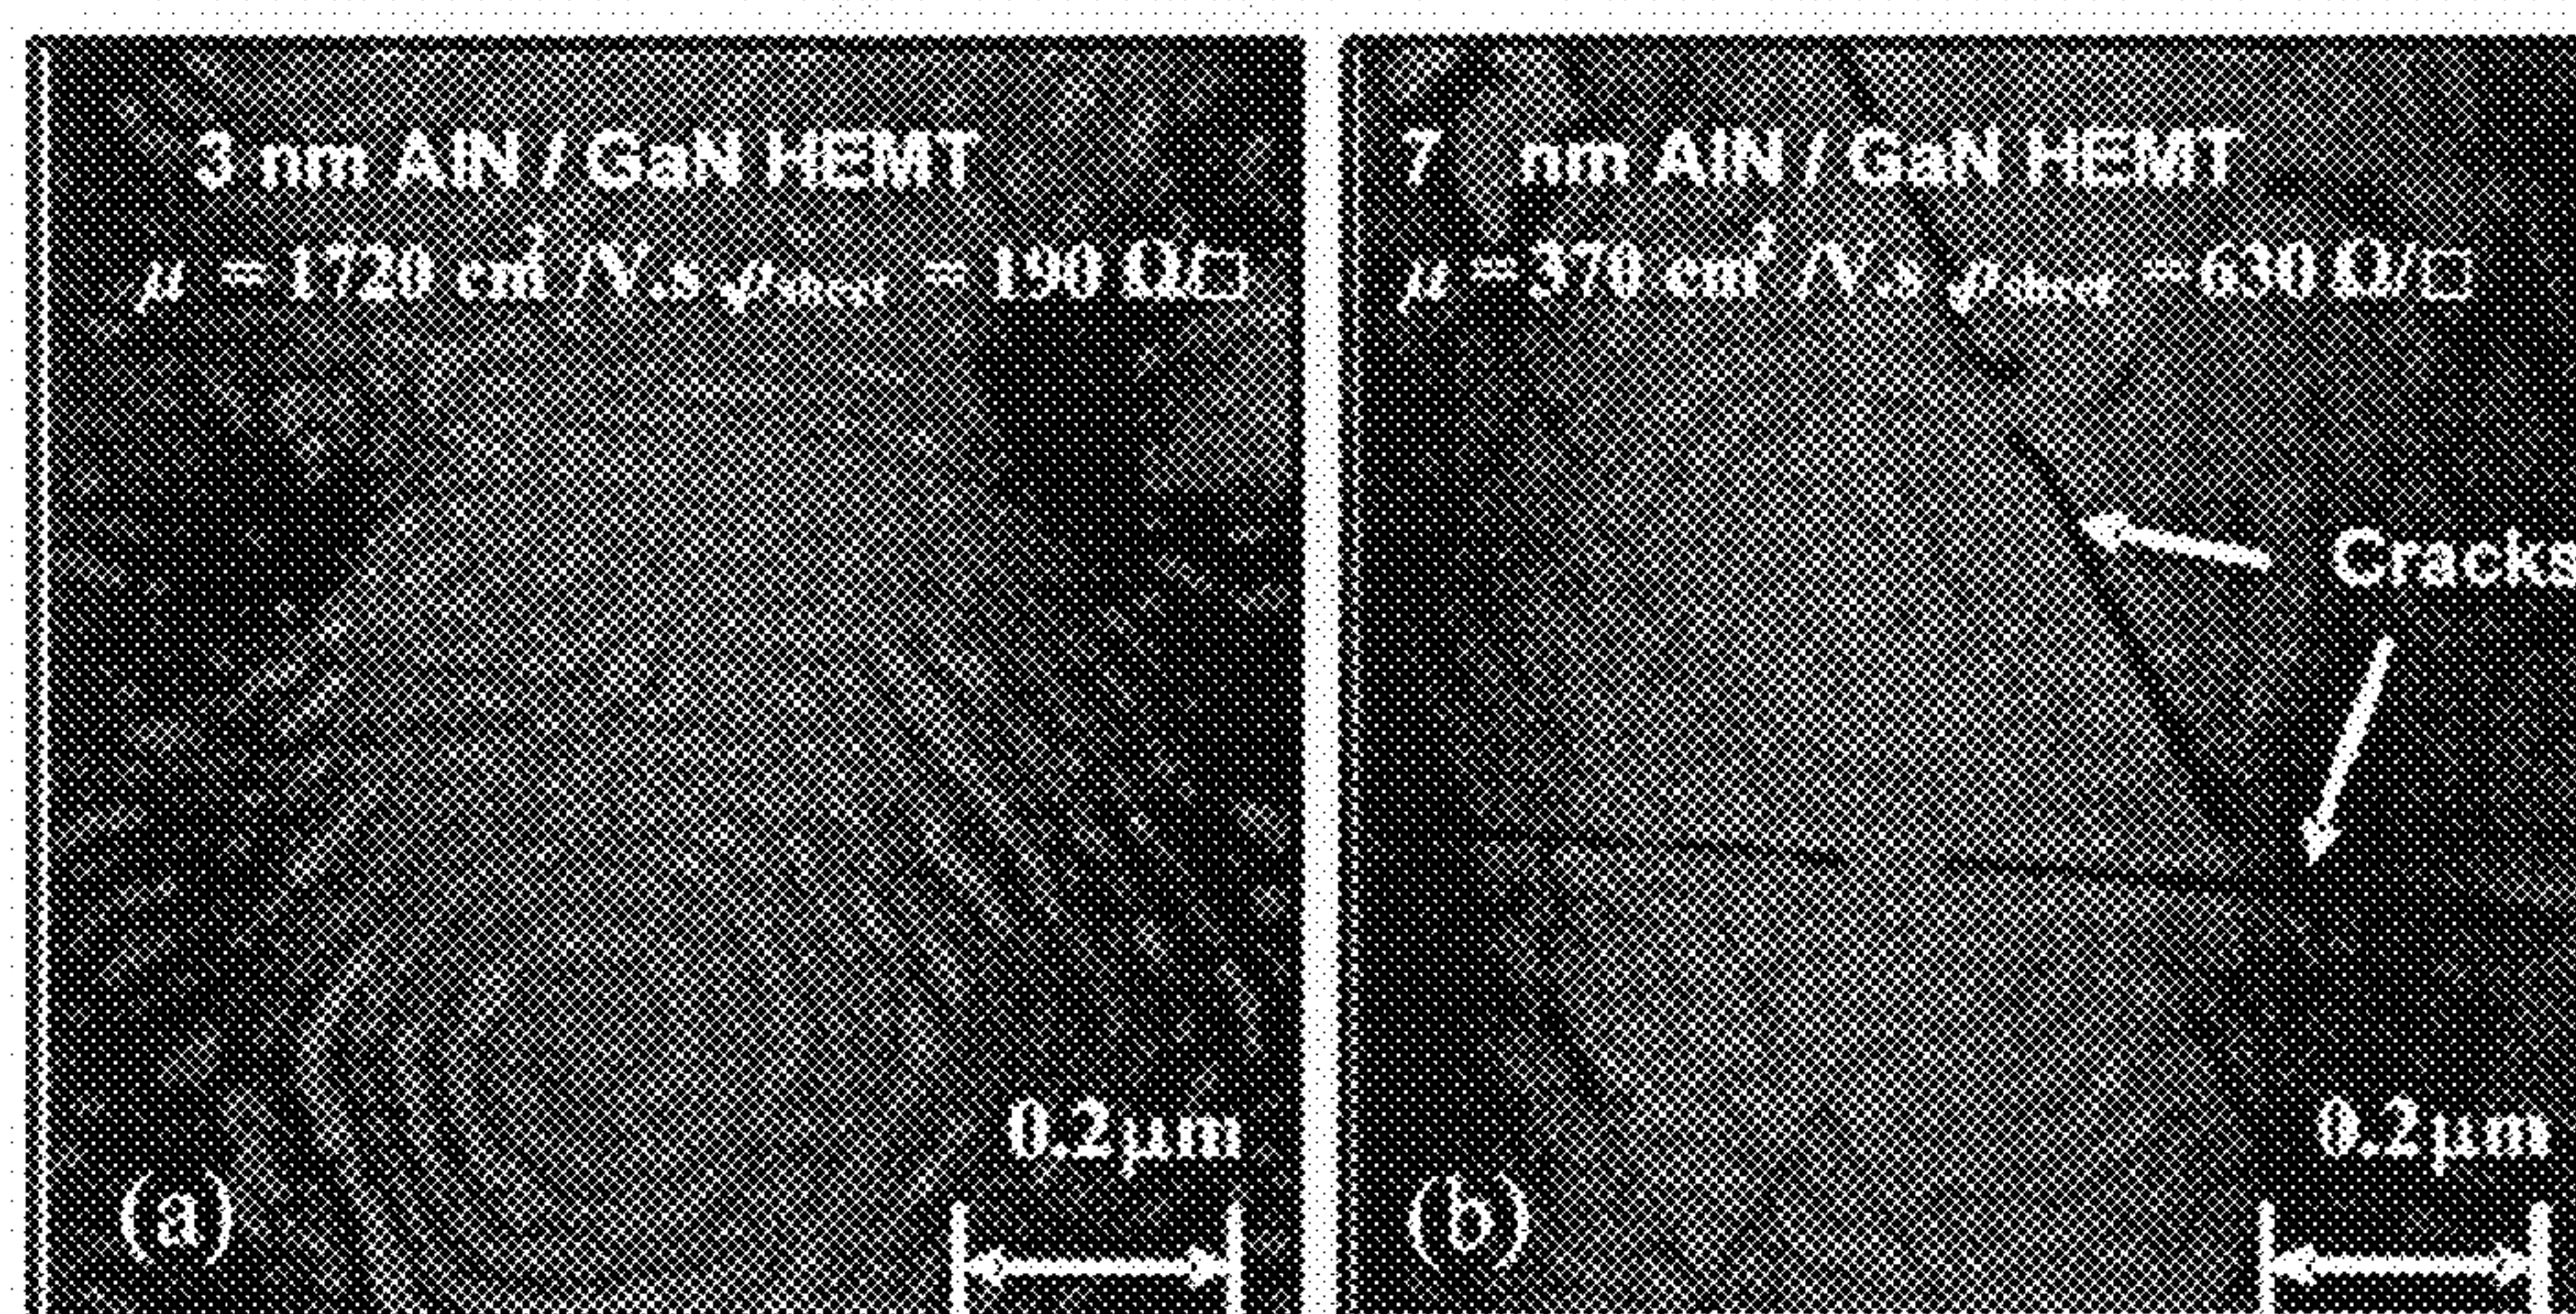 3 nm AlN / GaN HEMT
μ = 1720 cm² /V.s ρsheet = 190 Ω/□
0.2μm
(a)
7 nm AlN / GaN HEMT
μ = 370 cm² /V.s ρsheet = 630 Ω/□
Cracks
0.2μm
(b)